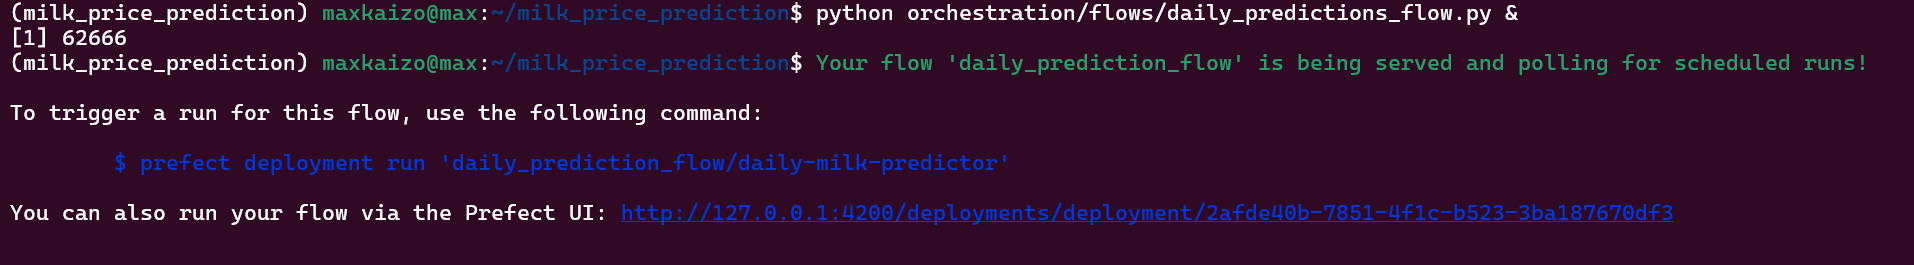 (milk_price_prediction) maxkaizo@max:~/milk_price_prediction$ python orchestration/flows/daily_predictions_flow.py &
[1] 62666
(milk_price_prediction) maxkaizo@max:~/milk_price_prediction$ Your flow 'daily_prediction_flow' is being served and polling for scheduled runs!
To trigger a run for this flow, use the following command:
$ prefect deployment run 'daily_prediction_flow/daily-milk-predictor'
You can also run your flow via the Prefect UI: http://127.0.0.1:4200/deployments/deployment/2afde40b-7851-4f1c-b523-3ba187670df3